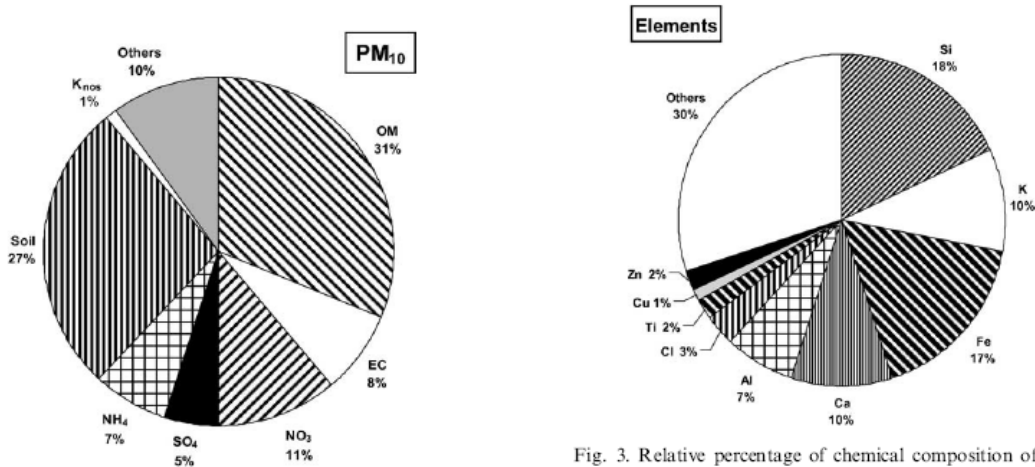 PM10
Others
10%
Knos
1%
OM
31%
Soil
27%
EC
8%
NH4
7%
SO4
5%
NO3
11%
Elements
Si
18%
Others
30%
K
10%
Zn 2%
Cu 1%
Ti 2%
Cl 3%
Fe
17%
Al
7%
Ca
10%
Fig. 3. Relative percentage of chemical composition of